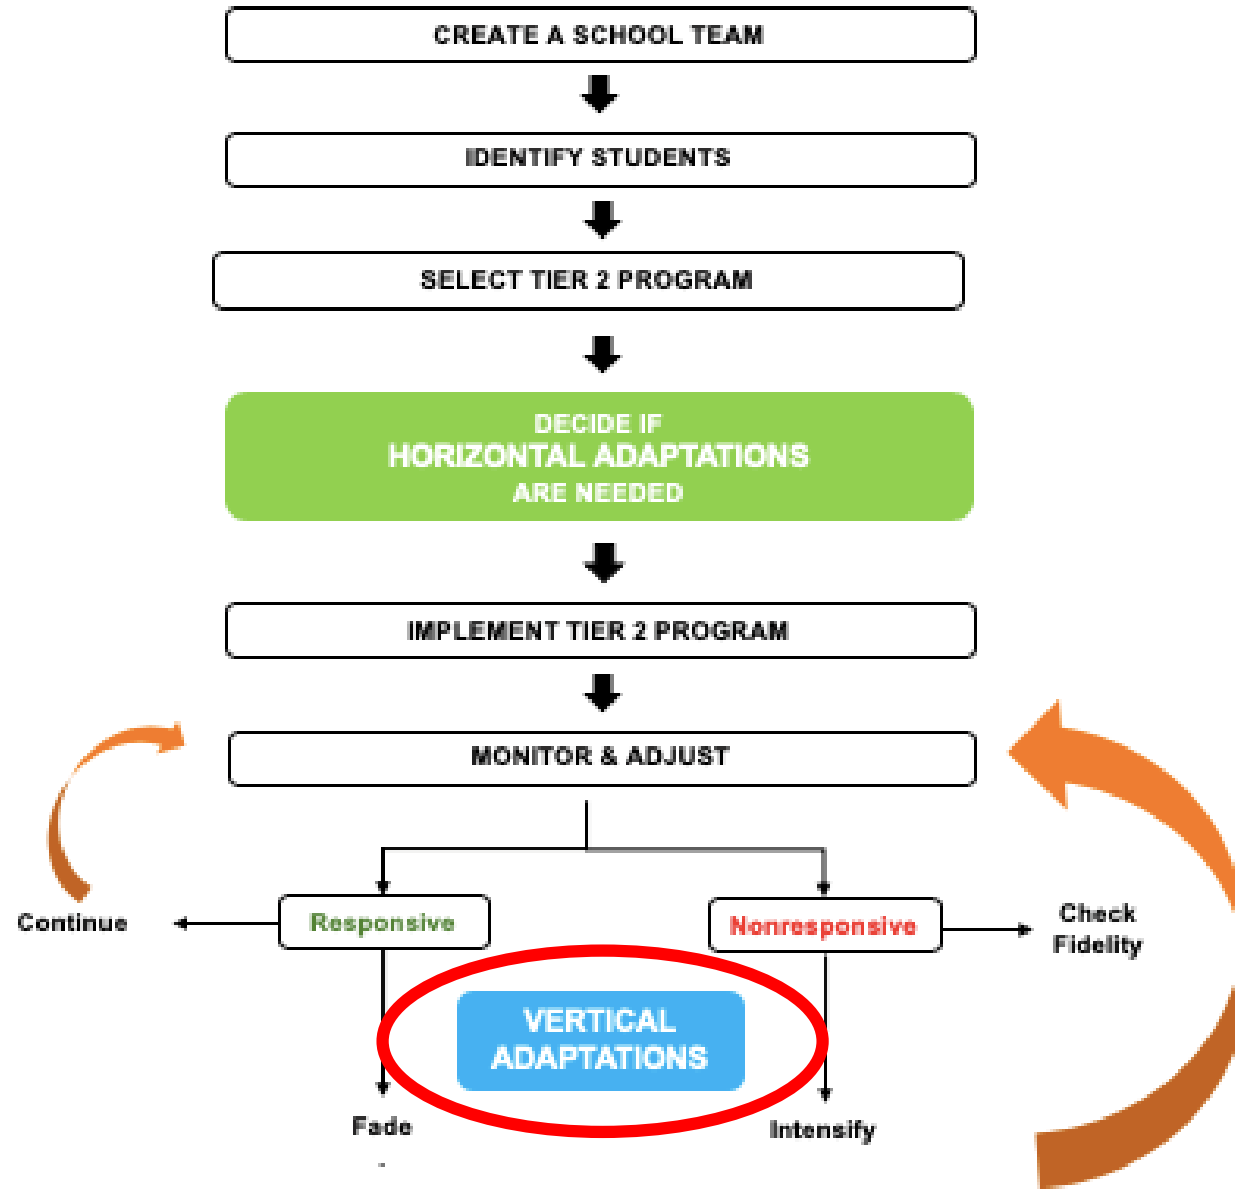 CREATE A SCHOOL TEAM
IDENTIFY STUDENTS
SELECT TIER 2 PROGRAM
DECIDE IF
HORIZONTAL ADAPTATIONS
ARE NEEDED
IMPLEMENT TIER 2 PROGRAM
MONITOR & ADJUST
Continue
Responsive
Nonresponsive
Check
Fidelity
VERTICAL
ADAPTATIONS
Fade
Intensify